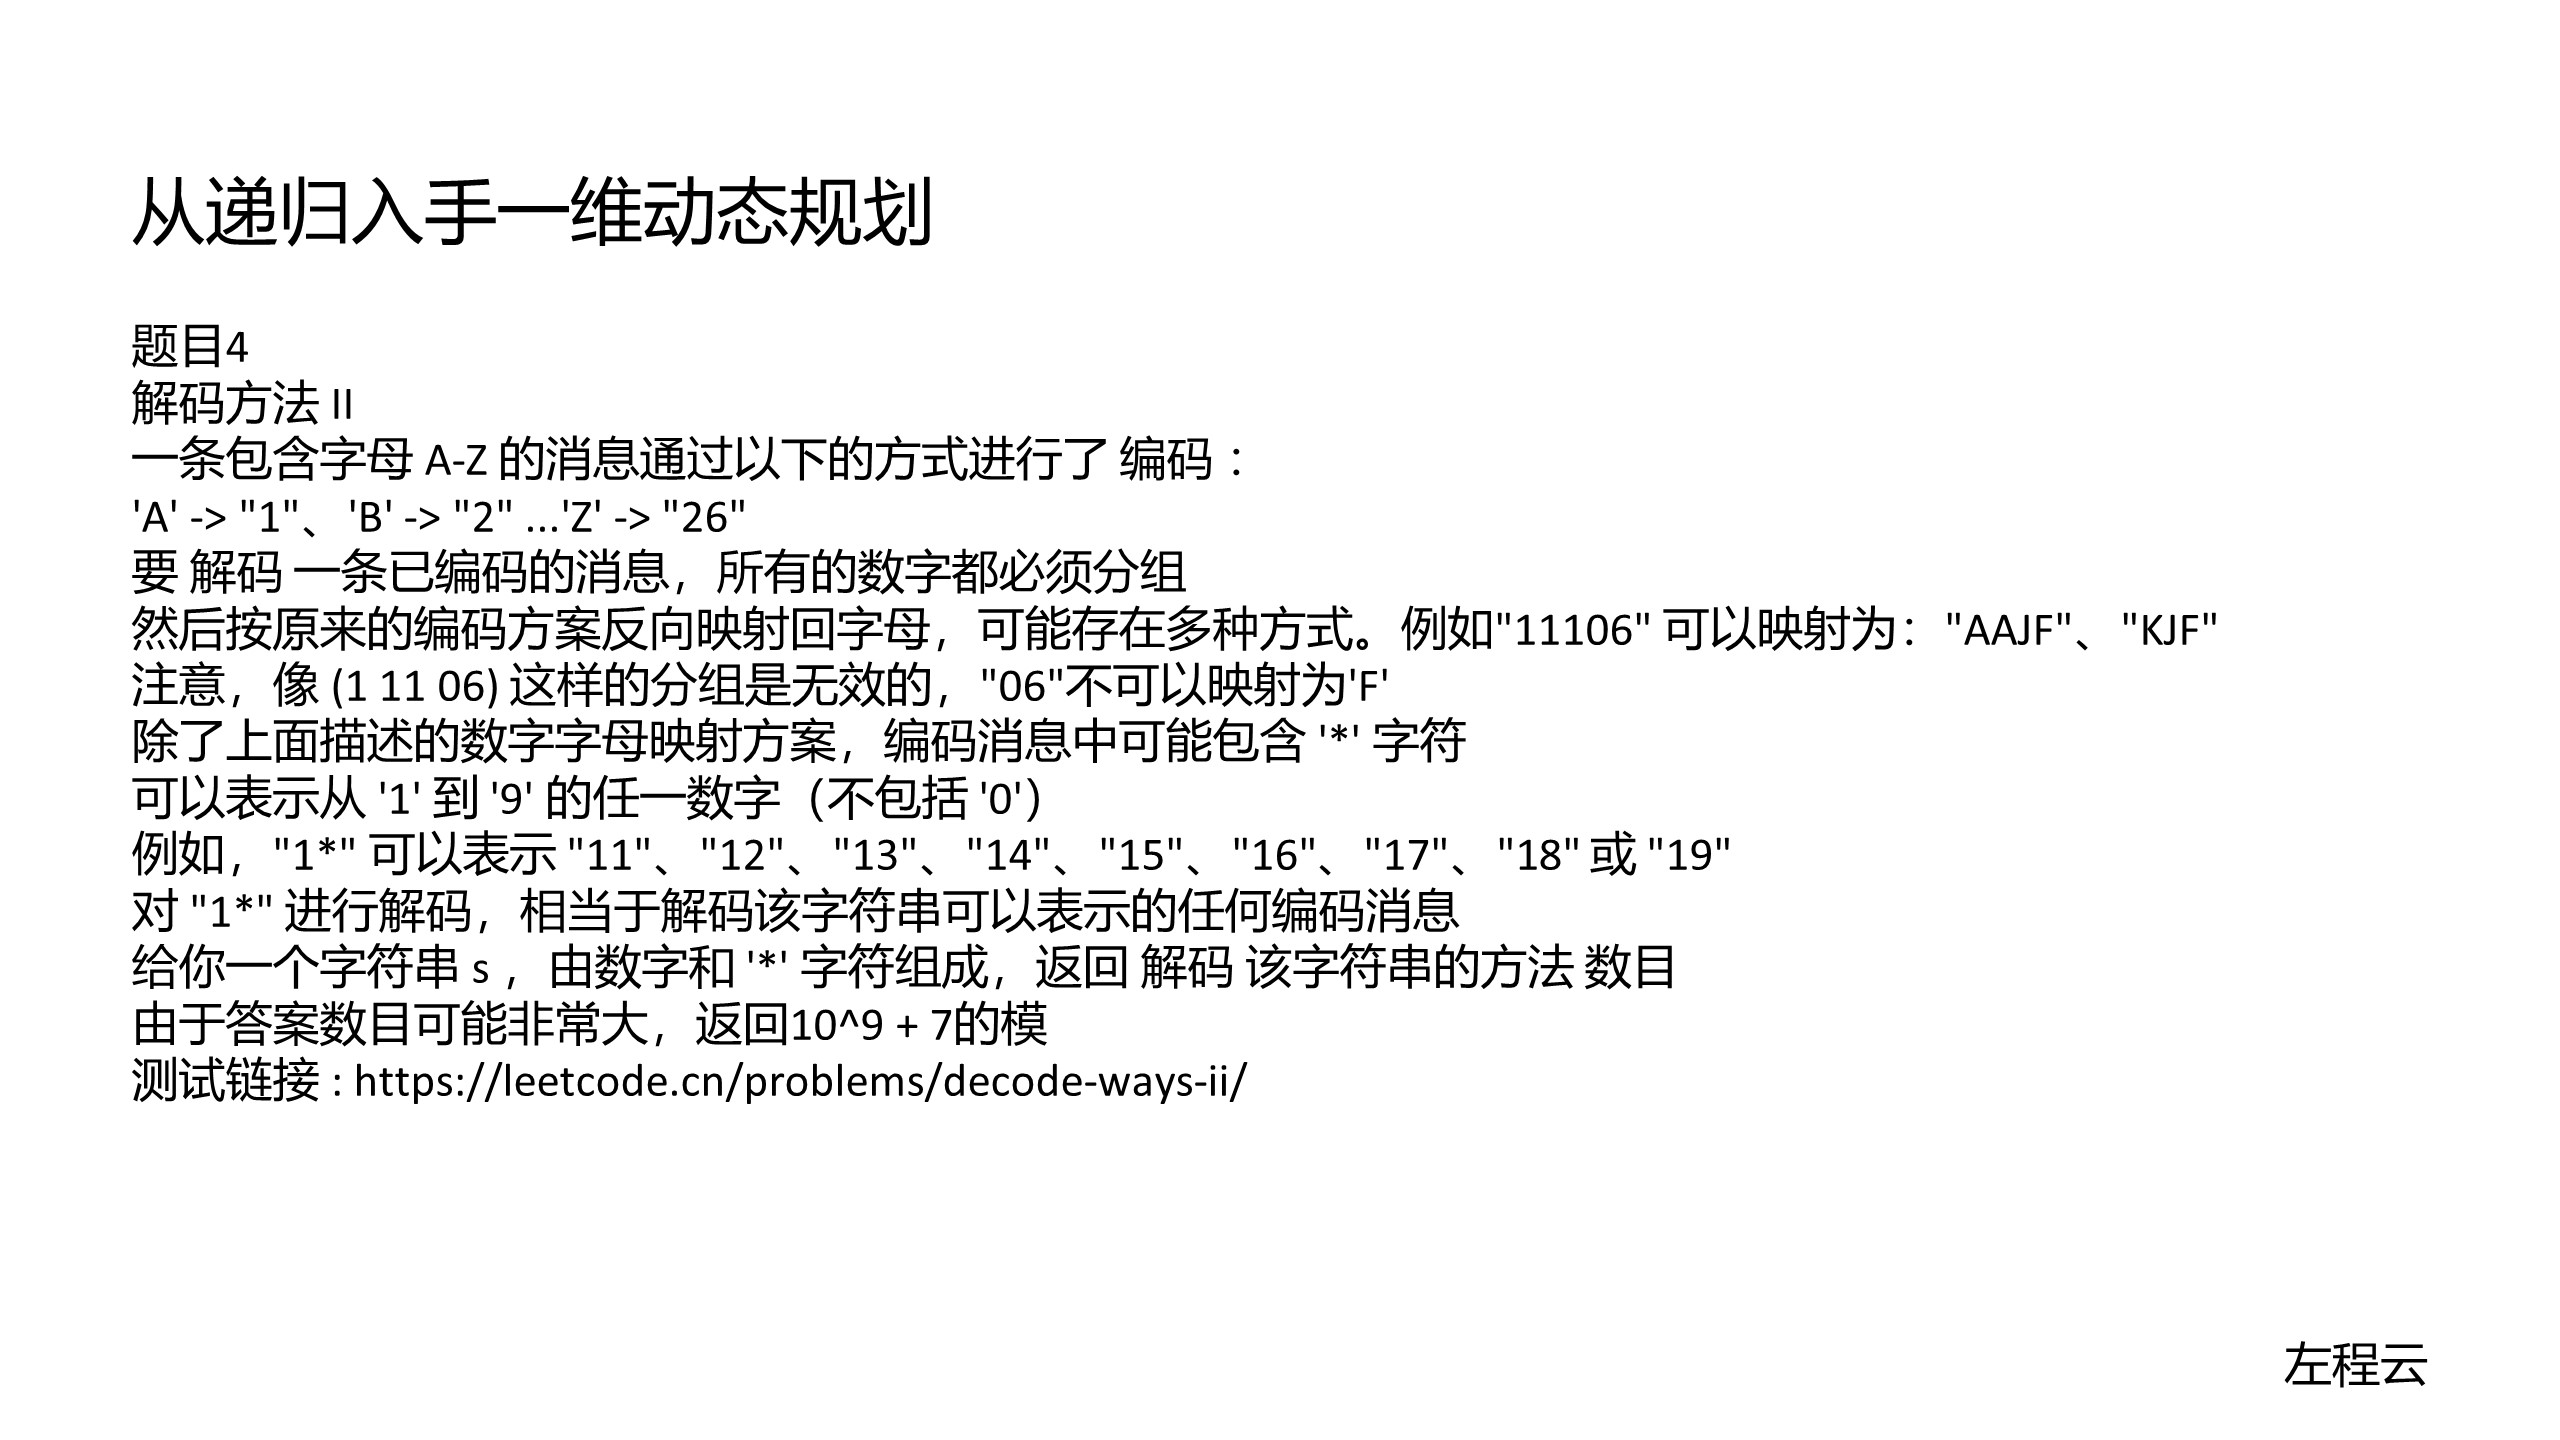 从递归入手一维动态规划
题目4
解码方法 II
一条包含字母 A-Z 的消息通过以下的方式进行了 编码 ：
'A' -> "1"、'B' -> "2" ...'Z' -> "26"
要 解码 一条已编码的消息，所有的数字都必须分组
然后按原来的编码方案反向映射回字母，可能存在多种方式。例如"11106" 可以映射为："AAJF"、"KJF"
注意，像 (1 11 06) 这样的分组是无效的，"06"不可以映射为'F'
除了上面描述的数字字母映射方案，编码消息中可能包含 '*' 字符
可以表示从 '1' 到 '9' 的任一数字（不包括 '0'）
例如，"1*" 可以表示 "11"、"12"、"13"、"14"、"15"、"16"、"17"、"18" 或 "19"
对 "1*" 进行解码，相当于解码该字符串可以表示的任何编码消息
给你一个字符串 s ，由数字和 '*' 字符组成，返回 解码 该字符串的方法 数目
由于答案数目可能非常大，返回10^9 + 7的模
测试链接 : https://leetcode.cn/problems/decode-ways-ii/
左程云